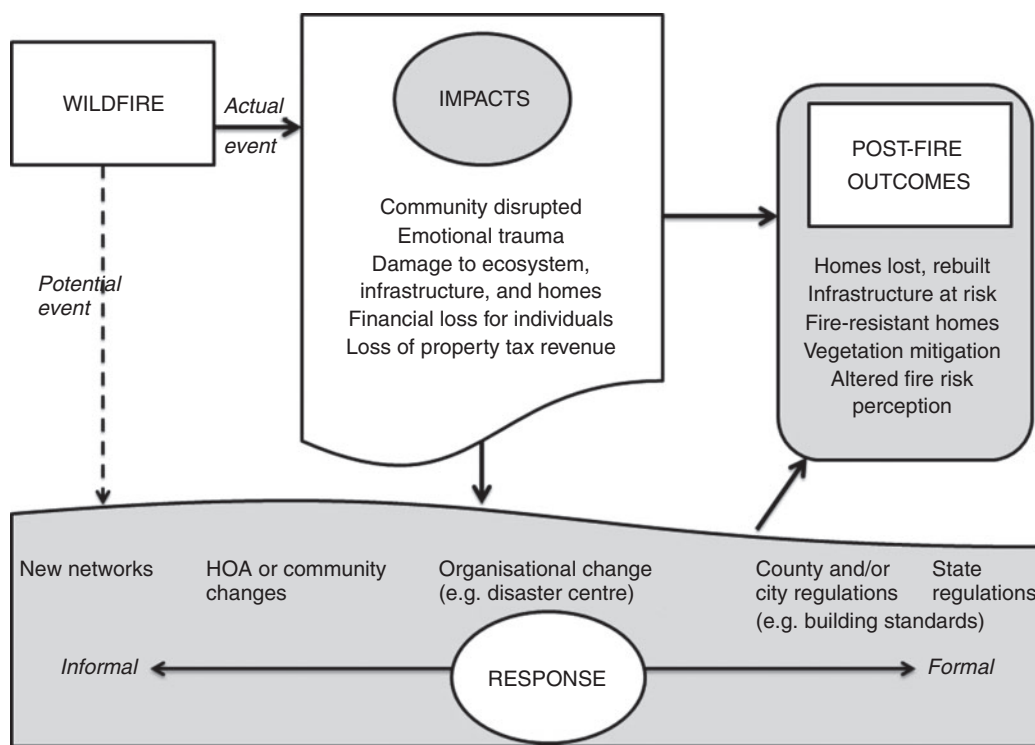 WILDFIRE
Actual
event
IMPACTS
Community disrupted
Emotional trauma
Damage to ecosystem,
infrastructure, and homes
Financial loss for individuals
Loss of property tax revenue
POST-FIRE
OUTCOMES
Homes lost, rebuilt
Infrastructure at risk
Fire-resistant homes
Vegetation mitigation
Altered fire risk
perception
Potential
event
New networks
HOA or community
changes
Organisational change
(e.g. disaster centre)
County and/or
city regulations
(e.g. building standards)
State
regulations
Informal
RESPONSE
Formal